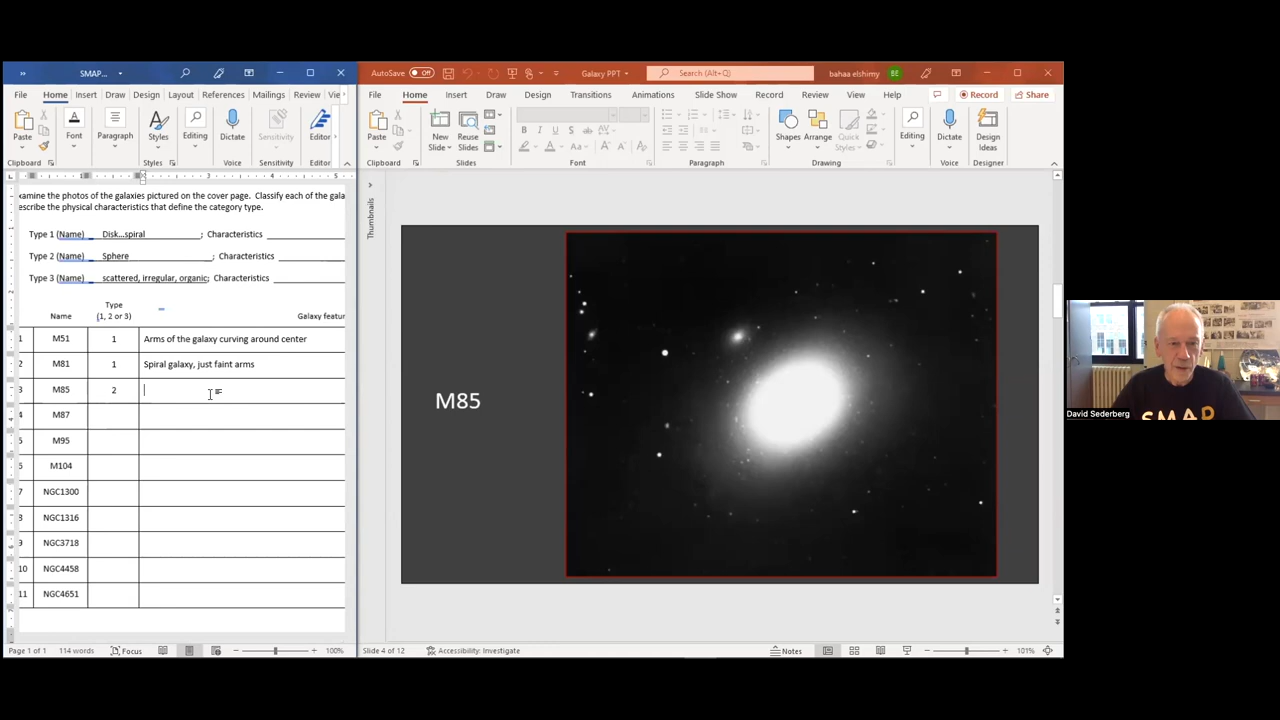 SMAP...
File Home Insert Draw Design Layout References Mailings Review
Paste Font Paragraph Styles Editing Dictate Sensitivity Editor
Clipboard Styles Voice Sensitivity Editor
xamine the photos of the galaxies pictured on the cover page. Classify each of the gala
escribe the physical characteristics that define the category type.
Type 1 (Name) Disk...spiral ; Characteristics
Type 2 (Name) Sphere ; Characteristics
Type 3 (Name) scattered, irregular, organic; Characteristics
Type
Name (1, 2 or 3) Galaxy featur
1 M51 1 Arms of the galaxy curving around center
2 M81 1 Spiral galaxy, just faint arms
3 M85 2
4 M87
5 M95
6 M104
7 NGC1300
8 NGC1316
9 NGC3718
10 NGC4458
11 NGC4651
Page 1 of 1 114 words Focus 100%
AutoSave Off Galaxy PPT Search (Alt+Q) bahaa elshimy BE
File Home Insert Draw Design Transitions Animations Slide Show Record Review View Help Record Share
Paste New Slide Reuse Slides Shapes Arrange Quick Styles Editing Dictate Design Ideas
Clipboard Slides Font Paragraph Drawing Voice Designer
Thumbnails
M85
Slide 4 of 12 Accessibility: Investigate Notes 101%
SMAP
David Sederberg